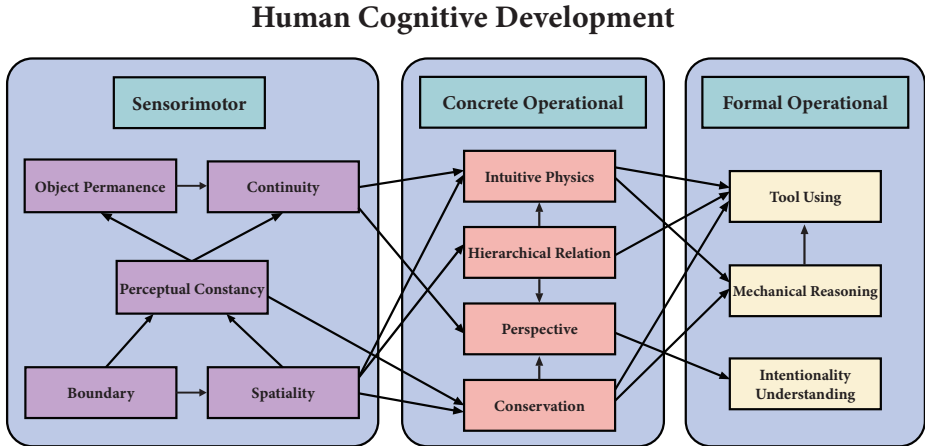 Human Cognitive Development
Sensorimotor
Object Permanence
Continuity
Perceptual Constancy
Boundary
Spatiality
Concrete Operational
Intuitive Physics
Hierarchical Relation
Perspective
Conservation
Formal Operational
Tool Using
Mechanical Reasoning
Intentionality
Understanding